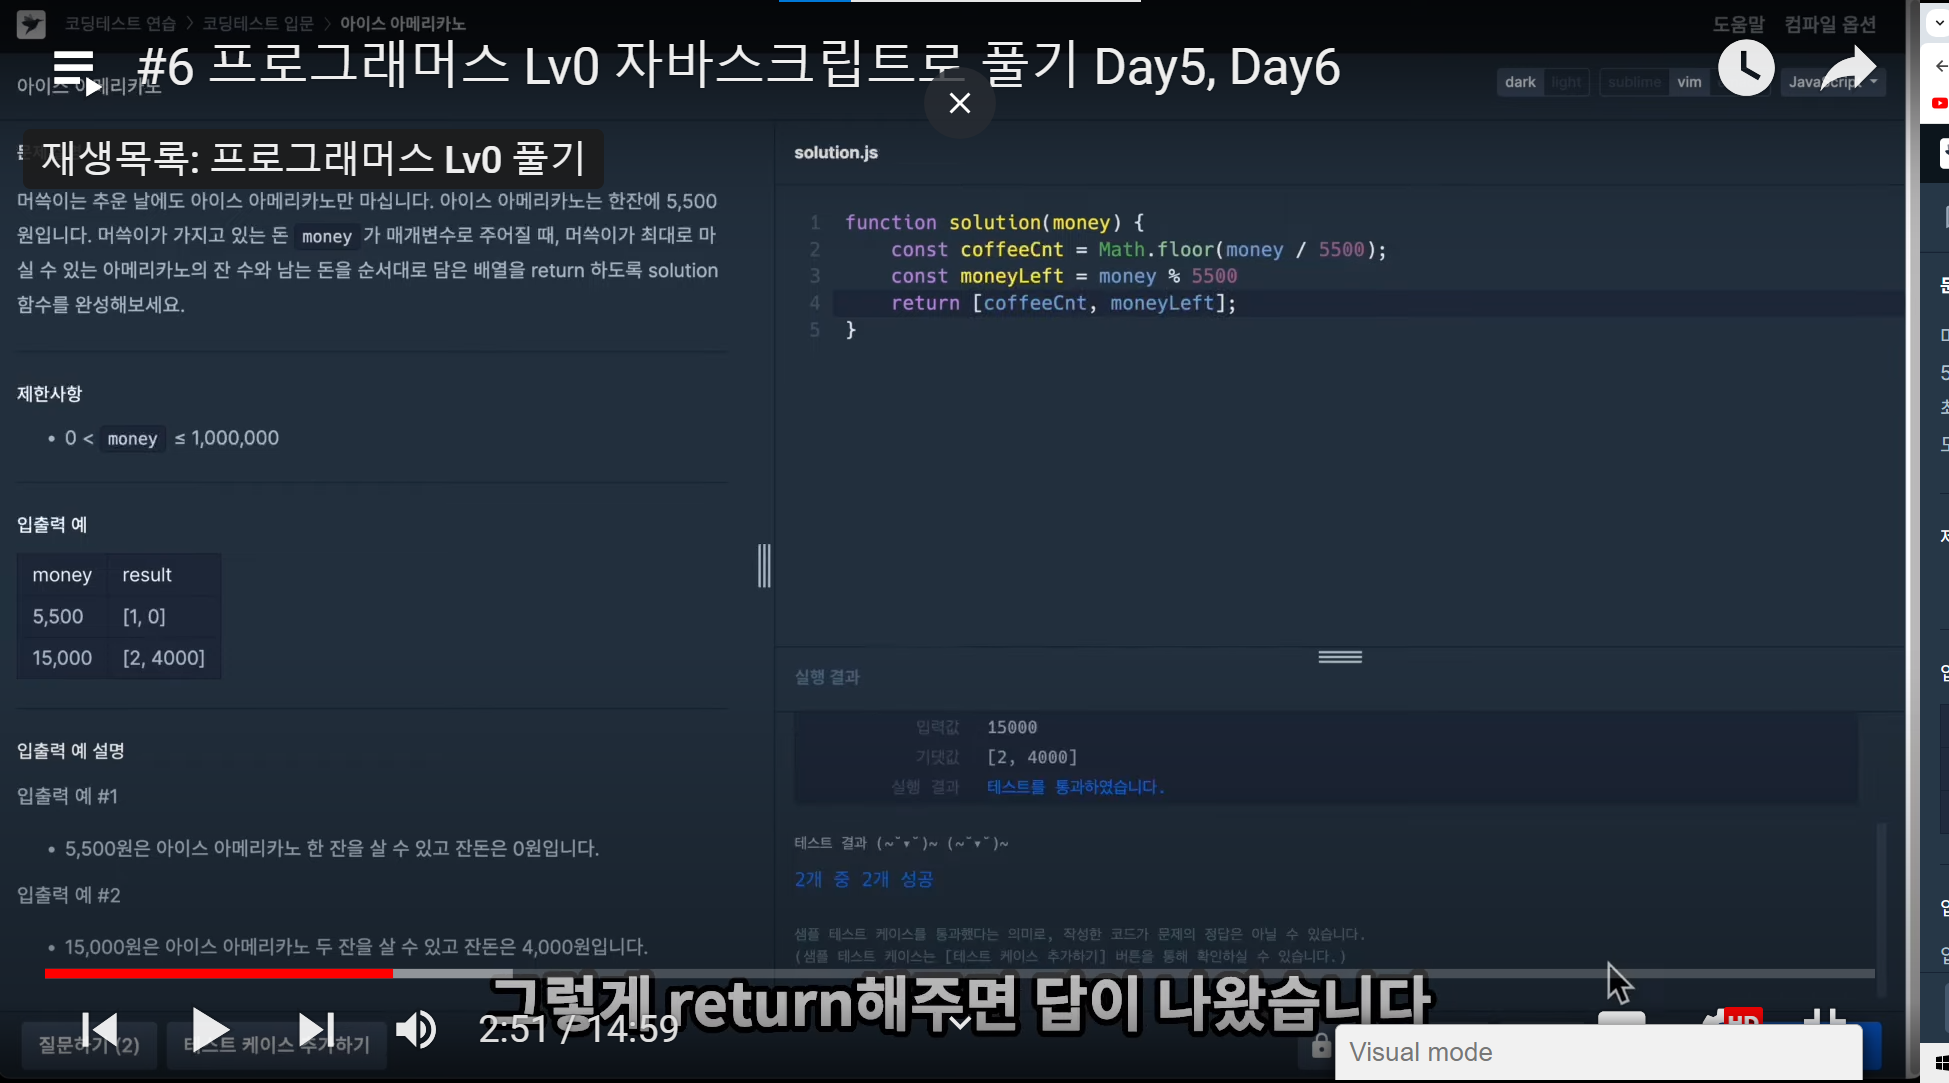 코딩테스트 연습 > 코딩테스트 입문 > 아이스 아메리카노
도움말 컴파일 옵션
#6 프로그래머스 Lv0 자바스크립트로 풀기 Day5, Day6
dark light sublime vim
재생목록: 프로그래머스 Lv0 풀기
머쓱이는 추운 날에도 아이스 아메리카노만 마십니다. 아이스 아메리카노는 한잔에 5,500
원입니다. 머쓱이가 가지고 있는 돈 money 가 매개변수로 주어질 때, 머쓱이가 최대로 마
실 수 있는 아메리카노의 잔 수와 남는 돈을 순서대로 담은 배열을 return 하도록 solution
함수를 완성해보세요.
제한사항
• 0 < money ≤ 1,000,000
입출력 예
money result
5,500 [1, 0]
15,000 [2, 4000]
입출력 예 설명
입출력 예 #1
• 5,500원은 아이스 아메리카노 한 잔을 살 수 있고 잔돈은 0원입니다.
입출력 예 #2
• 15,000원은 아이스 아메리카노 두 잔을 살 수 있고 잔돈은 4,000원입니다.
solution.js
1 function solution(money) {
2 const coffeeCnt = Math.floor(money / 5500);
3 const moneyLeft = money % 5500
4 return [coffeeCnt, moneyLeft];
5 }
실행 결과
입력값 15000
기댓값 [2, 4000]
실행 결과 테스트를 통과하였습니다.
테스트 결과 (~˘▾˘)~ (~˘▾˘)~
2개 중 2개 성공
샘플 테스트 케이스를 통과했다는 의미로, 작성한 코드가 문제의 정답은 아닐 수 있습니다.
(샘플 테스트 케이스는 [테스트 케이스 추가하기] 버튼을 통해 확인하실 수 있습니다.)
그렇게 return해주면 답이 나왔습니다
2:51 / 14:59
HD
질문하기 (2) 테스트 케이스 추가하기
Visual mode